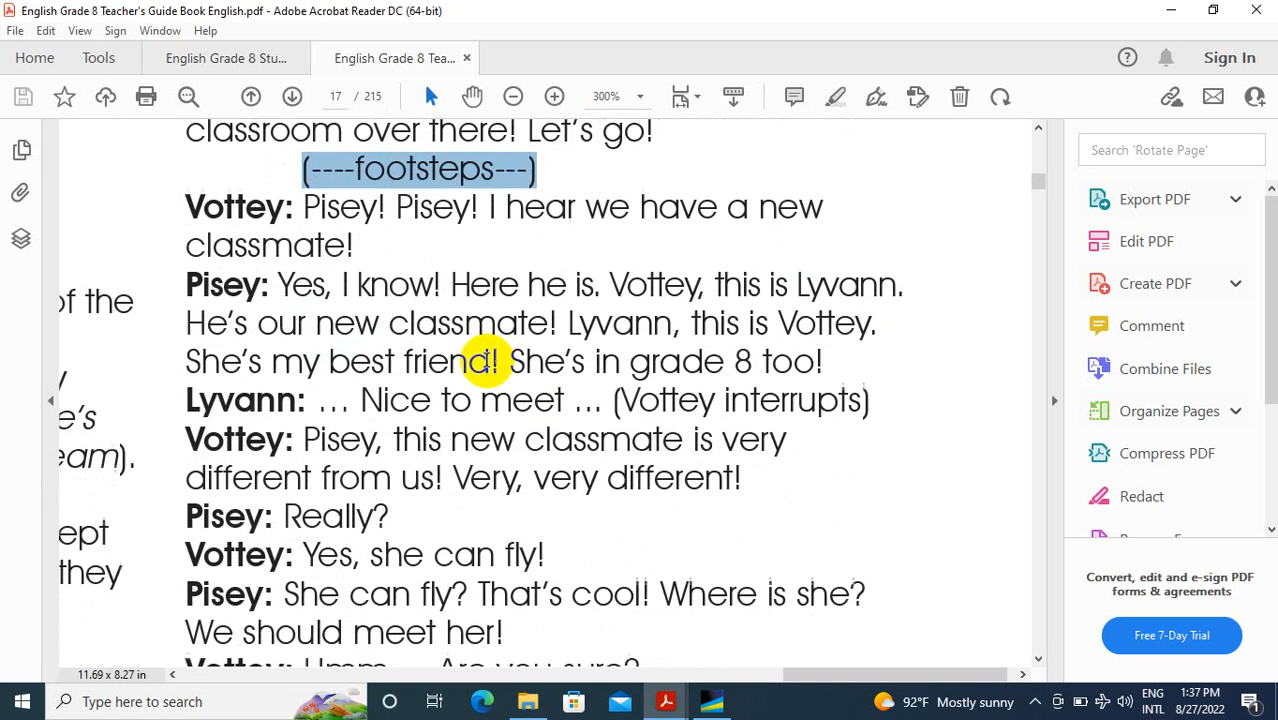 English Grade 8 Teacher's Guide Book English.pdf - Adobe Acrobat Reader DC (64-bit)
File Edit View Sign Window Help
Home Tools English Grade 8 Stu... English Grade 8 Tea... × Sign In
17 / 215 300%
classroom over there! Let's go!
(----footsteps---)
Vottey: Pisey! Pisey! I hear we have a new
classmate!
Pisey: Yes, I know! Here he is. Vottey, this is Lyvann.
He's our new classmate! Lyvann, this is Vottey.
She's my best friend! She's in grade 8 too!
Lyvann: ... Nice to meet ... (Vottey interrupts)
Vottey: Pisey, this new classmate is very
different from us! Very, very different!
Pisey: Really?
Vottey: Yes, she can fly!
Pisey: She can fly? That's cool! Where is she?
We should meet her!
Vottey: Umm... Are you sure?
of the
y
e's
eam).
ept
they
Search 'Rotate Page'
Export PDF
Edit PDF
Create PDF
Comment
Combine Files
Organize Pages
Compress PDF
Redact
Convert, edit and e-sign PDF
forms & agreements
Free 7-Day Trial
11.69 x 8.27 in
Type here to search
92°F Mostly sunny
ENG
INTL
1:37 PM
8/27/2022
1